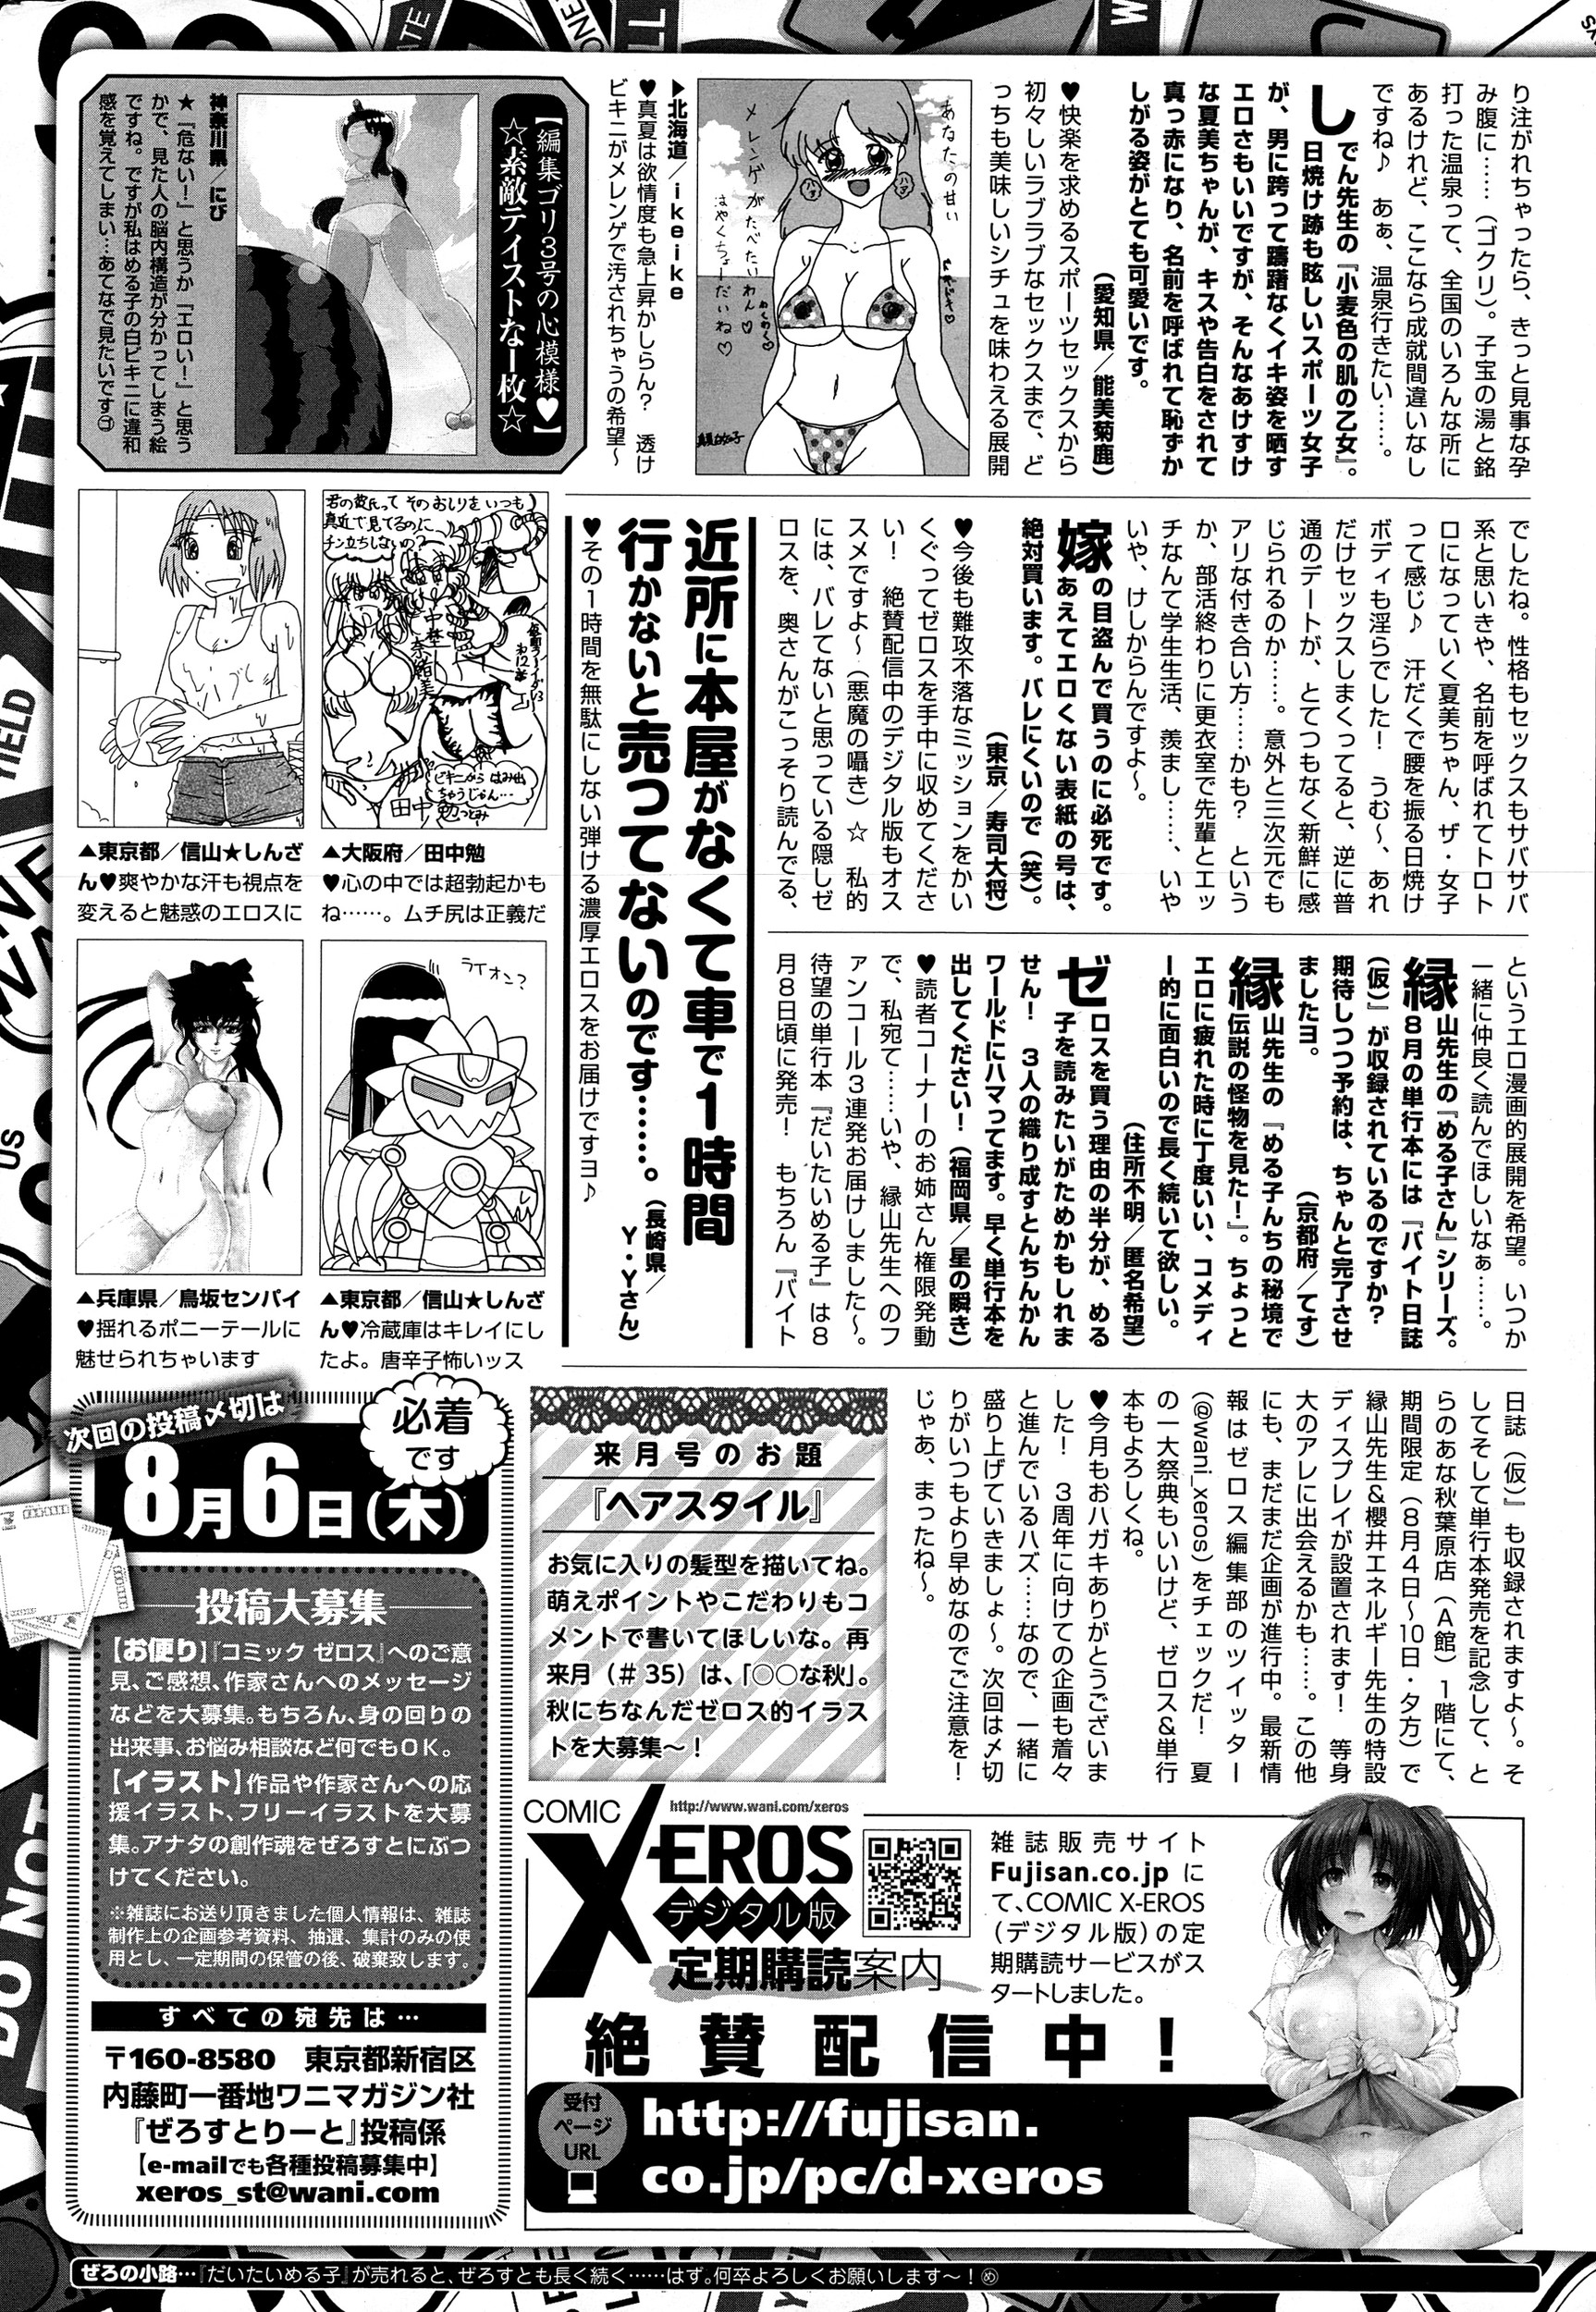 り注がれちゃったら、きっと見事な孕
み腹に……（ゴクリ）。子宝の湯と銘
打った温泉って、全国のいろんな所に
あるけれど、ここなら成就間違いなし
ですね♪　あぁ、温泉行きたい……。
しでん先生の『小麦色の肌の乙女』。
日焼け跡も眩しいスポーツ女子
が、男に跨って躊躇なくイキ姿を晒す
エロさもいいですが、そんなあけすけ
な夏美ちゃんが、キスや告白をされて
真っ赤になり、名前を呼ばれて恥ずか
しがる姿がとても可愛いです。
（愛知県／能美菊鹿）
♥快楽を求めるスポーツセックスから
初々しいラブラブなセックスまで、ど
っちも美味しいシチュを味わえる展開
あなたの甘い
メレンゲがたべたいわん♡
はやくちょーだいね♡
▶北海道／ikeike
♥真夏は欲情度も急上昇かしらん？　透け
ビキニがメレンゲで汚されちゃうの希望～
【編集ゴリ3号の心模様♥】
☆素敵テイストな一枚☆
神奈川県／にび
★『危ない！』と思うか『エロい！』と思う
かで、見た人の脳内構造が分かってしまう絵
ですね。ですが私はめる子の白ビキニに違和
感を覚えてしまい…あてなで見たいですゴ
でしたね。性格もセックスもサバサバ
系と思いきや、名前を呼ばれてトロト
ロになっていく夏美ちゃん、ザ・女子
って感じ♪　汗だくで腰を振る日焼け
ボディも淫らでした！　うむ～、あれ
だけセックスしまくってると、逆に普
通のデートが、とてつもなく新鮮に感
じられるのか……。意外と三次元でも
アリな付き合い方……かも？　という
か、部活終わりに更衣室で先輩とエッ
チなんて学生生活、羨まし……、いや
いや、けしからんですよ～。
嫁の目盗んで買うのに必死です。
あえてエロくない表紙の号は、
絶対買います。バレにくいので（笑）。
（東京／寿司大将）
♥今後も難攻不落なミッションをかい
くぐってゼロスを手中に収めてくださ
い！　絶賛配信中のデジタル版もオス
スメですよ～（悪魔の囁き）☆　私的
には、バレてないと思っている隠しゼ
ロスを、奥さんがこっそり読んでる、
近所に本屋がなくて車で1時間
行かないと売ってないのです……。
（長崎県／
Y・Yさん）
♥その1時間を無駄にしない弾ける濃厚エロスをお届けですヨ♪
君の彼氏って そのおしりを いつも
真近で見てるのに
チン立ちしないの？
ビキニから はみ出
ちゃうじゃん…
田中勉
▲東京都／信山★しんざ
ん♥爽やかな汗も視点を
変えると魅惑のエロスに
▲大阪府／田中勉
♥心の中では超勃起かも
ね……。ムチ尻は正義だ
ライオン？
▲兵庫県／鳥坂センパイ
♥揺れるポニーテールに
魅せられちゃいます
▲東京都／信山★しんざ
ん♥冷蔵庫はキレイにし
たよ。唐辛子怖いッス
というエロ漫画的展開を希望。いつか
一緒に仲良く読んでほしいなぁ……。
縁山先生の『める子さん』シリーズ。
8月の単行本には『バイト日誌
（仮）』が収録されているのですか？
期待しつつ予約は、ちゃんと完了させ
ましたヨ。
（京都府／てす）
縁山先生の『める子んちの秘境で
伝説の怪物を見た！』。ちょっと
エロに疲れた時に丁度いい、コメディ
ー的に面白いので長く続いて欲しい。
（住所不明／匿名希望）
ゼロスを買う理由の半分が、める
子を読みたいがためかもしれま
せん！　3人の織り成すとんちんかん
ワールドにハマってます。早く単行本を
出してください！（福岡県／星の瞬き）
♥読者コーナーのお姉さん権限発動
で、私宛て……いや、縁山先生へのフ
ァンコール3連発お届けしました～。
待望の単行本『だいたいめる子』は8
月8日頃に発売！　もちろん『バイト
日誌（仮）』も収録されますよ～。そ
してそして単行本発売を記念して、と
らのあな秋葉原店（A館）1階にて、
期間限定（8月4日～10日・夕方）で
縁山先生&櫻井エネルギー先生の特設
ディスプレイが設置されます！　等身
大のアレに出会えるかも……。この他
にも、まだまだ企画が進行中。最新情
報はゼロス編集部のツイッター
（@wani_xeros）をチェックだ！　夏
の一大祭典もいいけど、ゼロス&単行
本もよろしくね。
♥今月もおハガキありがとうございま
した！　3周年に向けての企画も着々
と進んでいるハズ……なので、一緒に
盛り上げていきましょ～。次回は〆切
りがいつもより早めなのでご注意を！
じゃあ、まったね～。
来月号のお題
『ヘアスタイル』
お気に入りの髪型を描いてね。
萌えポイントやこだわりもコ
メントで書いてほしいな。再
来月（＃35）は、「○○な秋」。
秋にちなんだゼロス的イラス
トを大募集～！
次回の投稿〆切は
必着
です
8月6日（木）
投稿大募集
【お便り】『コミック ゼロス』へのご意
見、ご感想、作家さんへのメッセージ
などを大募集。もちろん、身の回りの
出来事、お悩み相談など何でもOK。
【イラスト】作品や作家さんへの応
援イラスト、フリーイラストを大募
集。アナタの創作魂をぜろすとにぶつ
けてください。
※雑誌にお送り頂きました個人情報は、雑誌
制作上の企画参考資料、抽選、集計のみの使
用とし、一定期間の保管の後、破棄致します。
すべての宛先は…
〒160-8580　東京都新宿区
内藤町一番地ワニマガジン社
『ぜろすとりーと』投稿係
【e-mailでも各種投稿募集中】
xeros_st@wani.com
COMIC
http://www.wani.com/xeros
X-EROS
デジタル版
定期購読案内
雑誌販売サイト
Fujisan.co.jp に
て、COMIC X-EROS
（デジタル版）の定
期購読サービスがス
タートしました。
絶賛配信中！
受付
ページ
URL
http://fujisan.
co.jp/pc/d-xeros
ぜろの小路…『だいたいめる子』が売れると、ぜろすとも長く続く……はず。何卒よろしくお願いします～！め